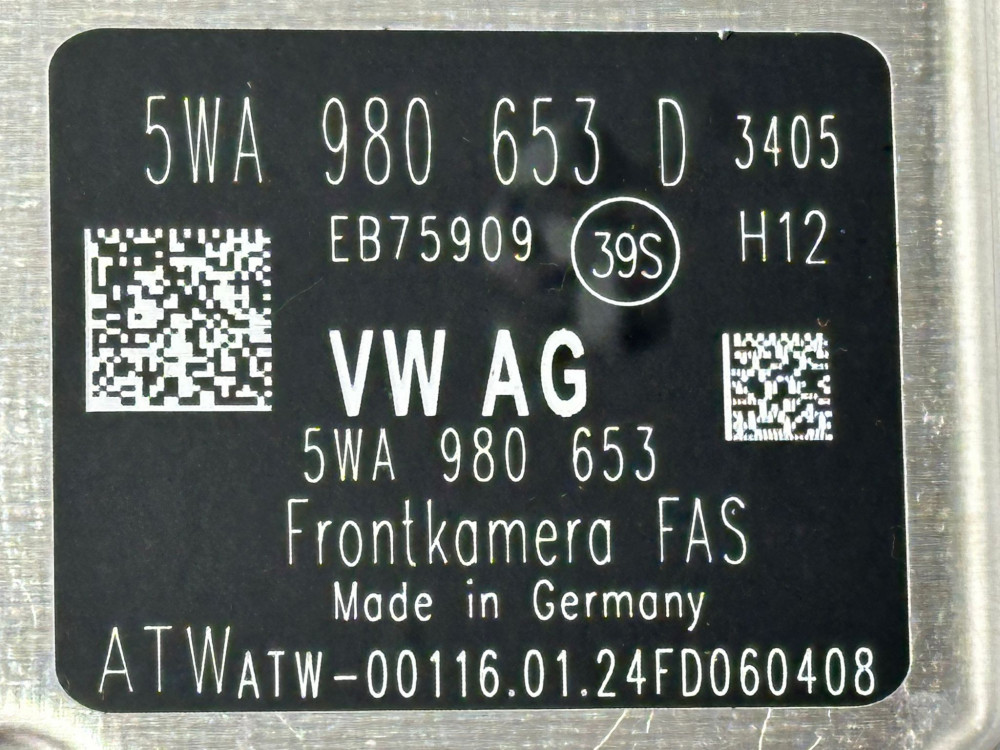 5WA 980 653 D 3405
EB75909 39S H12
VW AG
5WA 980 653
Frontkamera FAS
Made in Germany
ATW ATW-00116.01.24FD060408